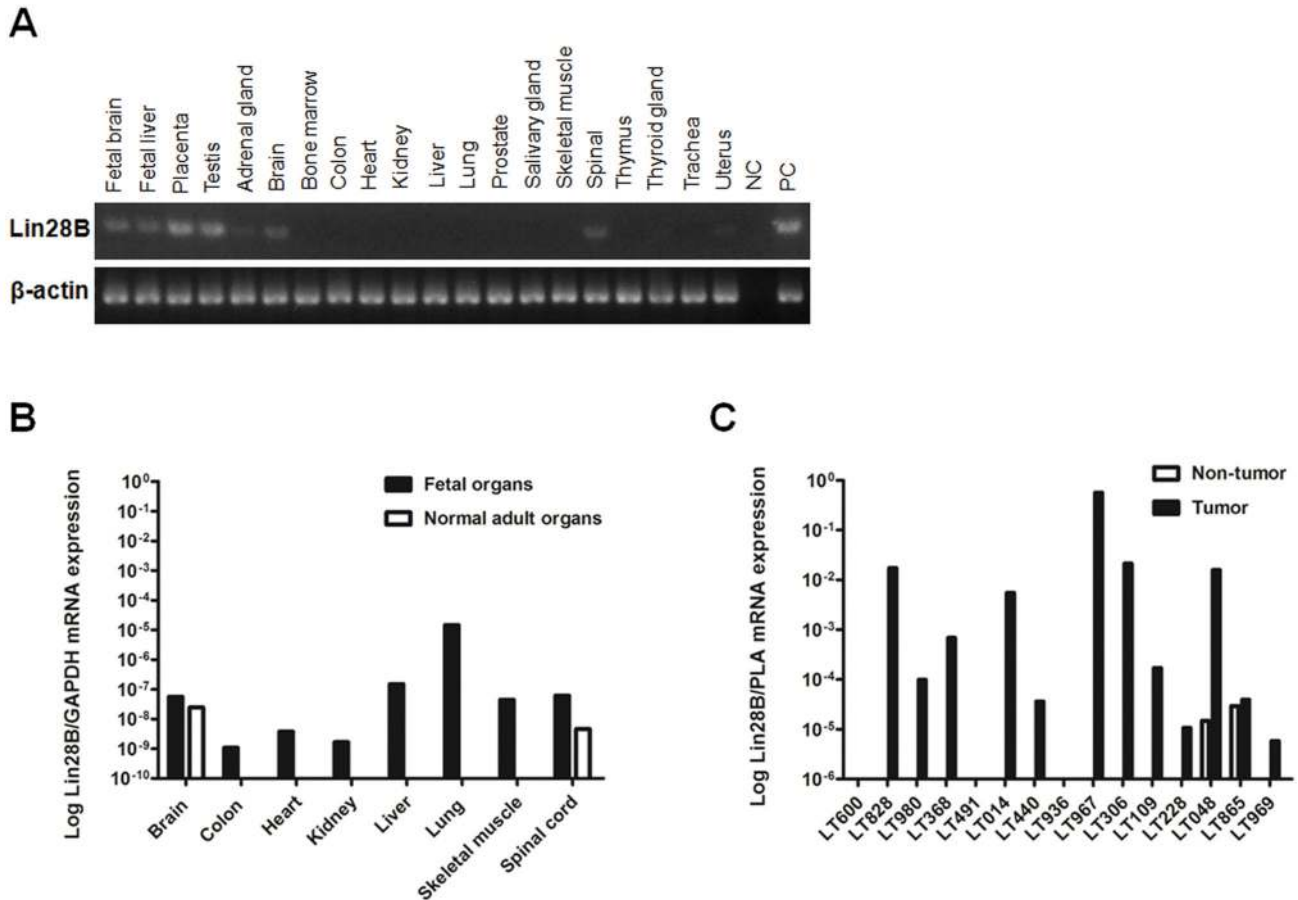 A
Fetal brain
Fetal liver
Placenta
Testis
Adrenal gland
Brain
Bone marrow
Colon
Heart
Kidney
Liver
Lung
Prostate
Salivary gland
Skeletal muscle
Spinal
Thymus
Thyroid gland
Trachea
Uterus
NC
PC
Lin28B
β-actin
B
Log Lin28B/GAPDH mRNA expression
10⁰
10⁻¹
10⁻²
10⁻³
10⁻⁴
10⁻⁵
10⁻⁶
10⁻⁷
10⁻⁸
10⁻⁹
10⁻¹⁰
Fetal organs
Normal adult organs
Brain
Colon
Heart
Kidney
Liver
Lung
Skeletal muscle
Spinal cord
C
Log Lin28B/PLA mRNA expression
10⁰
10⁻¹
10⁻²
10⁻³
10⁻⁴
10⁻⁵
10⁻⁶
Non-tumor
Tumor
LT600
LT828
LT980
LT368
LT491
LT014
LT440
LT936
LT967
LT306
LT109
LT228
LT048
LT865
LT969